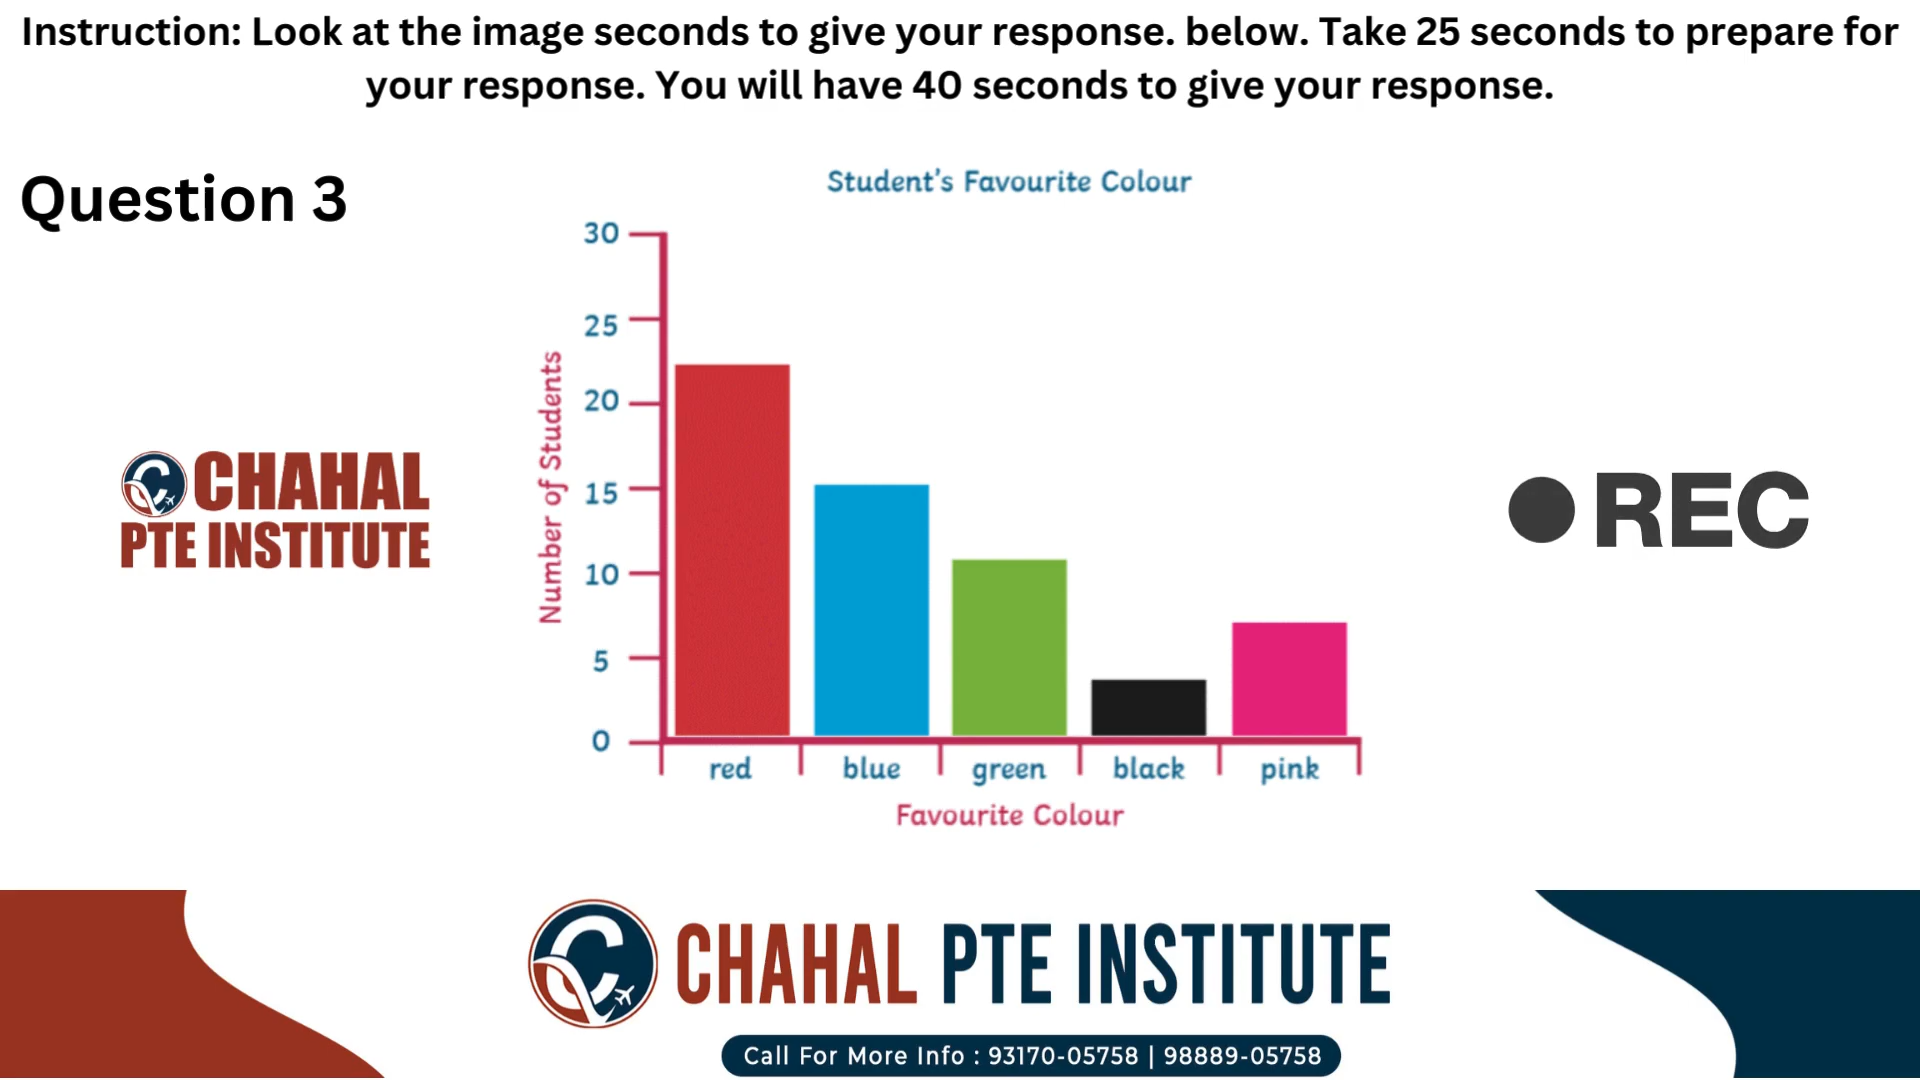 Instruction: Look at the image seconds to give your response. below. Take 25 seconds to prepare for
your response. You will have 40 seconds to give your response.
Question 3
Student's Favourite Colour
30
25
20
15
10
5
0
Number of Students
red blue green black pink
Favourite Colour
CHAHAL
PTE INSTITUTE
REC
CHAHAL PTE INSTITUTE
Call For More Info : 93170-05758 | 98889-05758